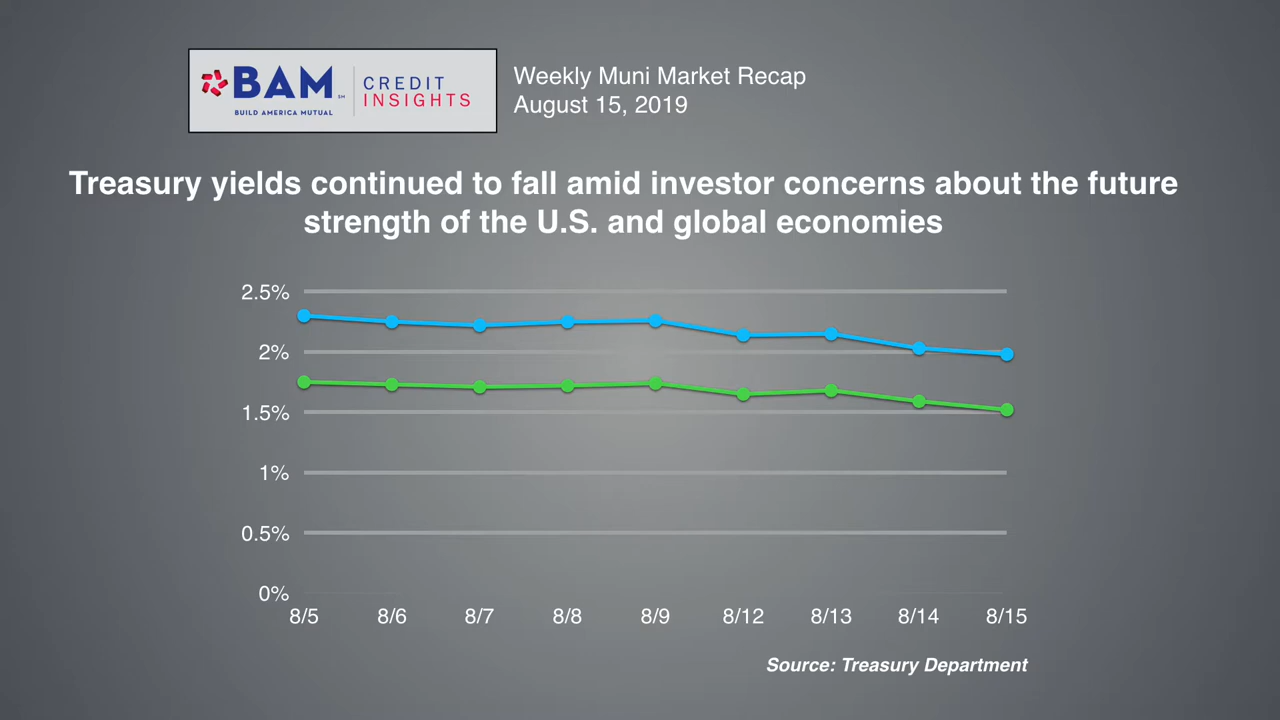 BAM SM
BUILD AMERICA MUTUAL
CREDIT
INSIGHTS
Weekly Muni Market Recap
August 15, 2019
Treasury yields continued to fall amid investor concerns about the future
strength of the U.S. and global economies
2.5%
2%
1.5%
1%
0.5%
0%
8/5 8/6 8/7 8/8 8/9 8/12 8/13 8/14 8/15
Source: Treasury Department